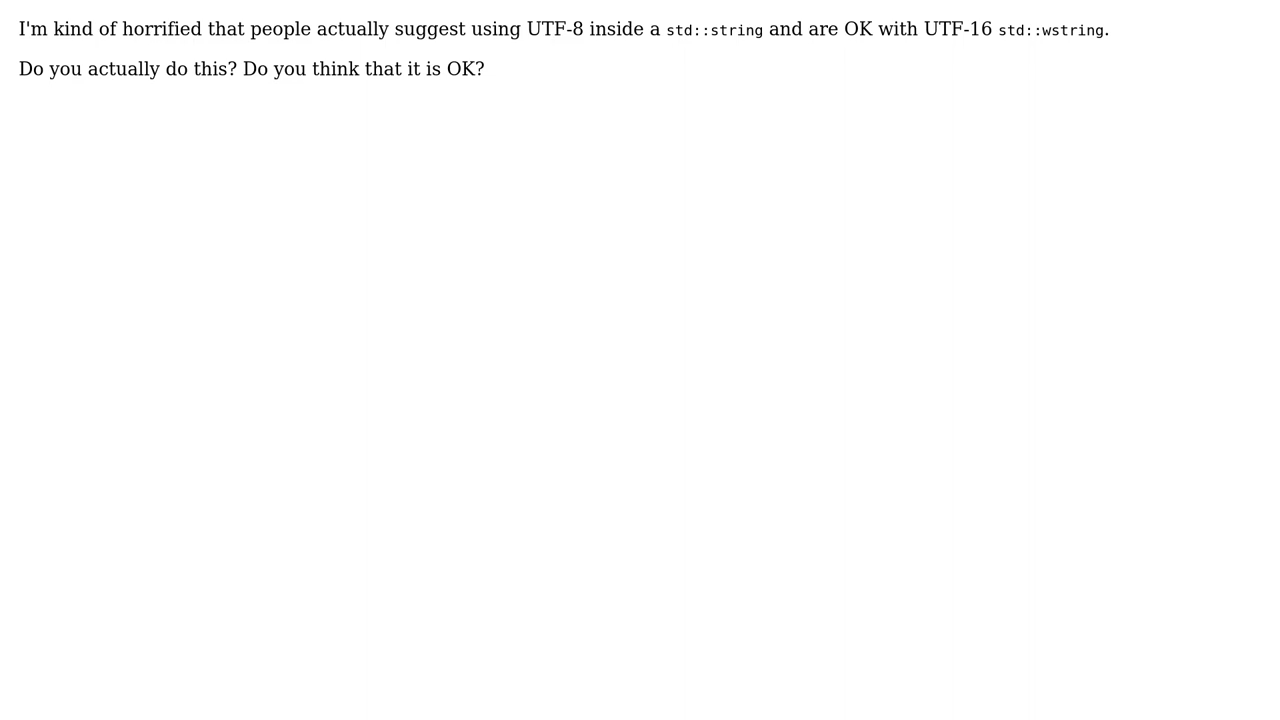 I'm kind of horrified that people actually suggest using UTF-8 inside a std::string and are OK with UTF-16 std::wstring.
Do you actually do this? Do you think that it is OK?